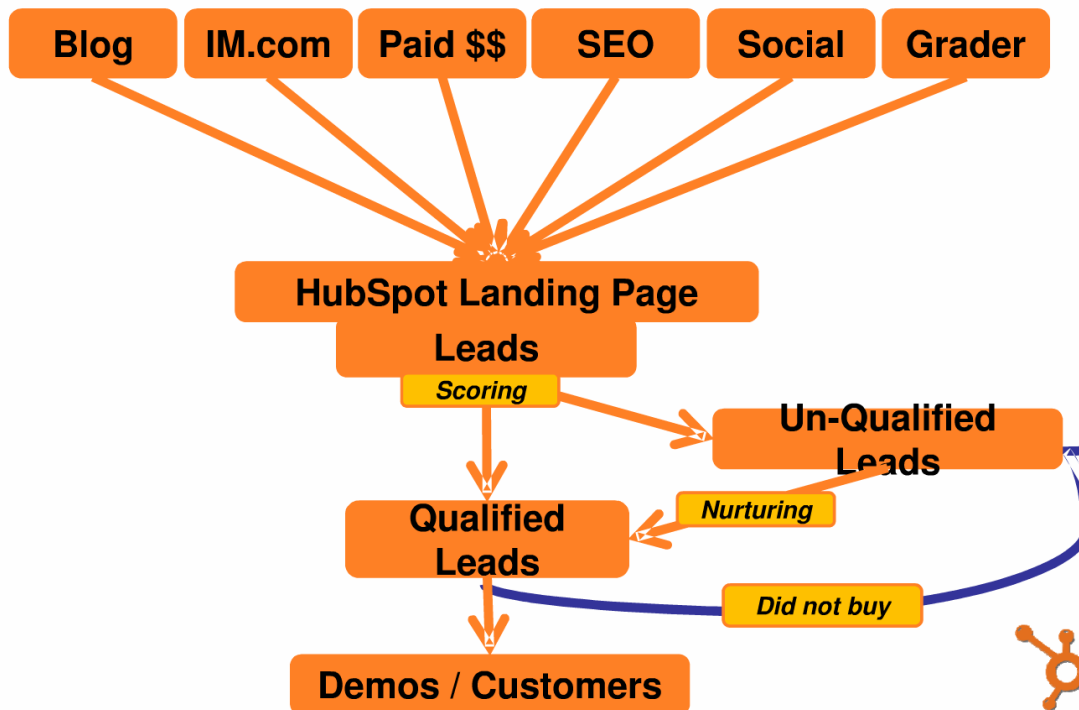 Blog
IM.com
Paid $$
SEO
Social
Grader
HubSpot Landing Page
Leads
Scoring
Un-Qualified
Leads
Nurturing
Qualified
Leads
Did not buy
Demos / Customers